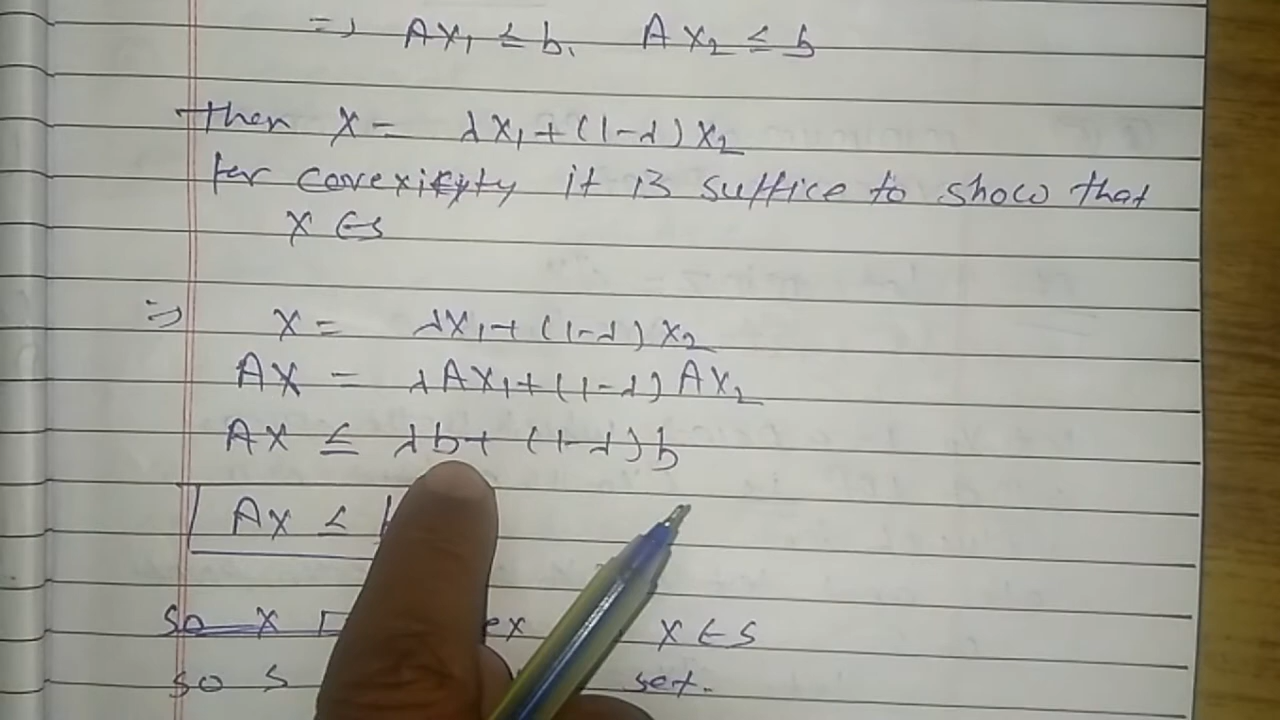 => AX₁ ≤ b, AX₂ ≤ b
then X = λX₁ + (1-λ) X₂
for convexity it is suffice to show that
X ∈ S
=> X = λX₁ + (1-λ) X₂
AX = λAX₁ + (1-λ) AX₂
AX ≤ λb + (1-λ) b
AX ≤
so X X ∈ S
so S set.